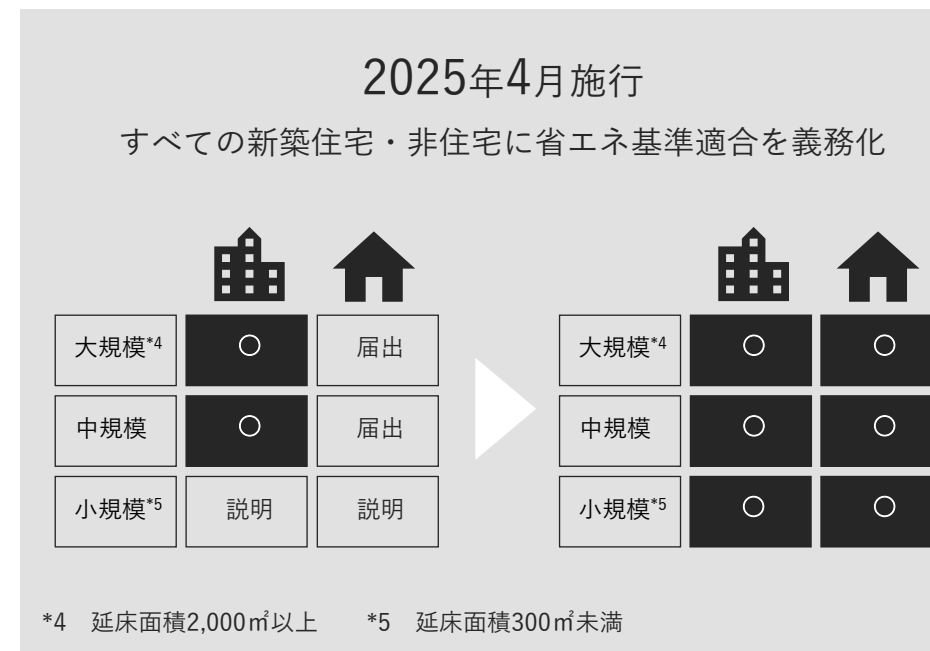 2025年4月施行
すべての新築住宅・非住宅に省エネ基準適合を義務化
大規模*4 〇 届出 大規模*4 〇 〇
中規模 〇 届出 中規模 〇 〇
小規模*5 説明 説明 小規模*5 〇 〇
*4 延床面積2,000㎡以上 *5 延床面積300㎡未満